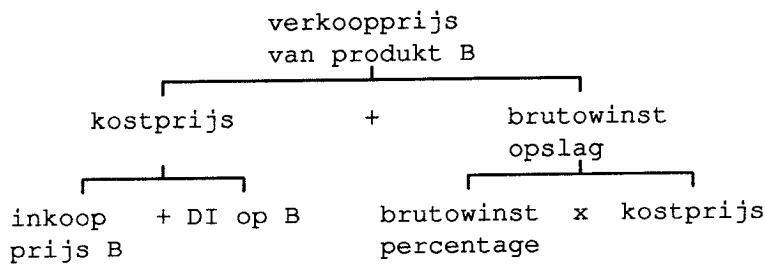 verkoopprijs
van produkt B
kostprijs + brutowinst
opslag
inkoop + DI op B brutowinst x kostprijs
prijs B percentage